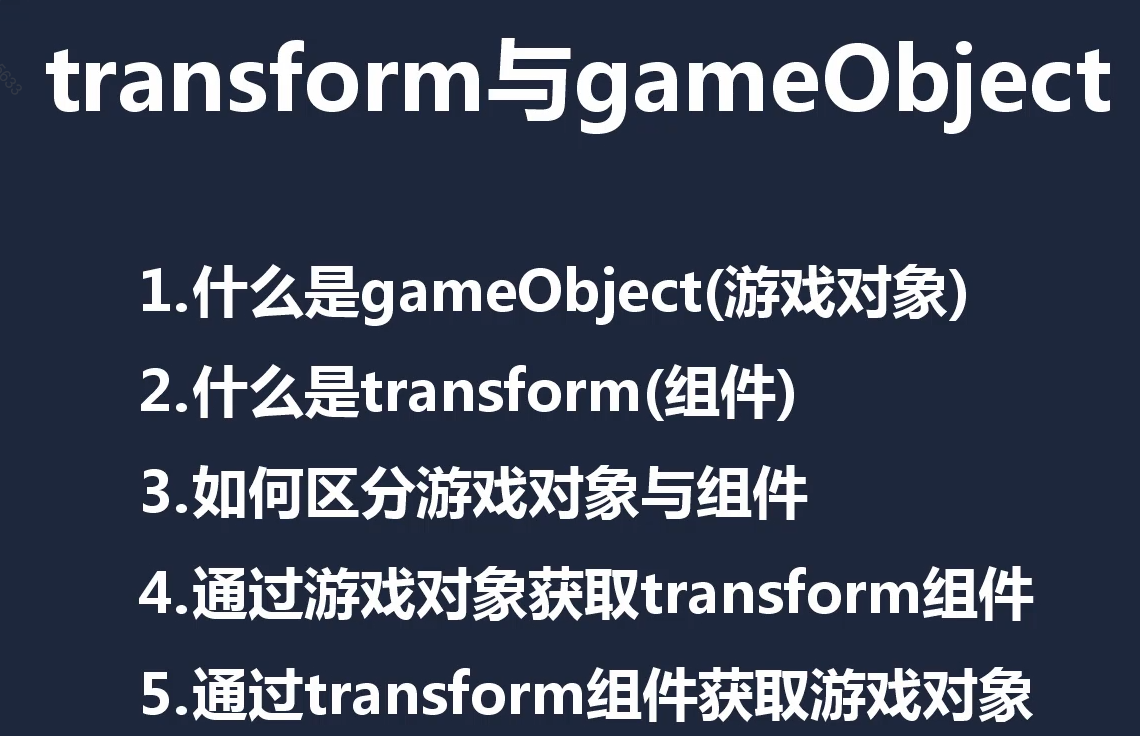 transform与gameObject
1.什么是gameObject(游戏对象)
2.什么是transform(组件)
3.如何区分游戏对象与组件
4.通过游戏对象获取transform组件
5.通过transform组件获取游戏对象